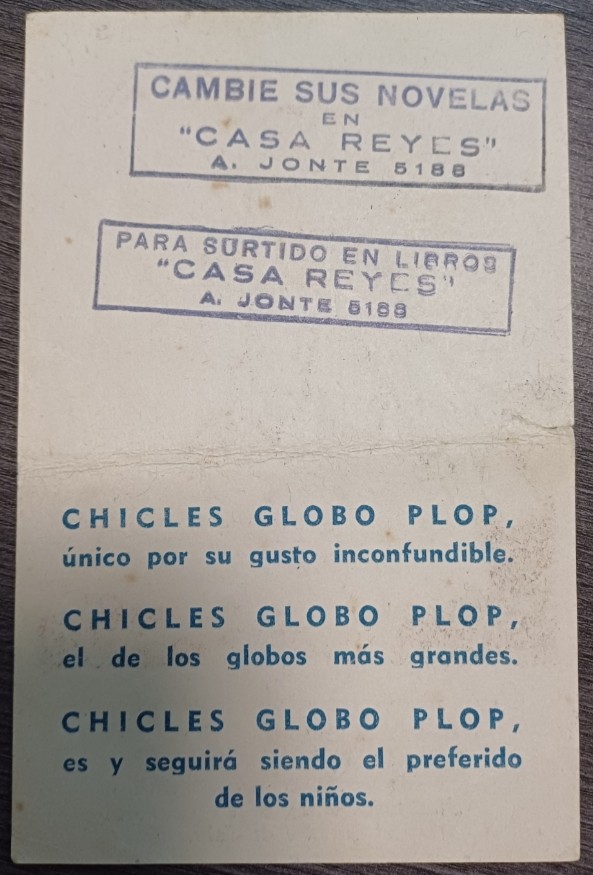 CAMBIE SUS NOVELAS
EN
"CASA REYES"
A. JONTE 5188
PARA SURTIDO EN LIBROS
"CASA REYES"
A. JONTE 5188
CHICLES GLOBO PLOP,
único por su gusto inconfundible.
CHICLES GLOBO PLOP,
el de los globos más grandes.
CHICLES GLOBO PLOP,
es y seguirá siendo el preferido
de los niños.